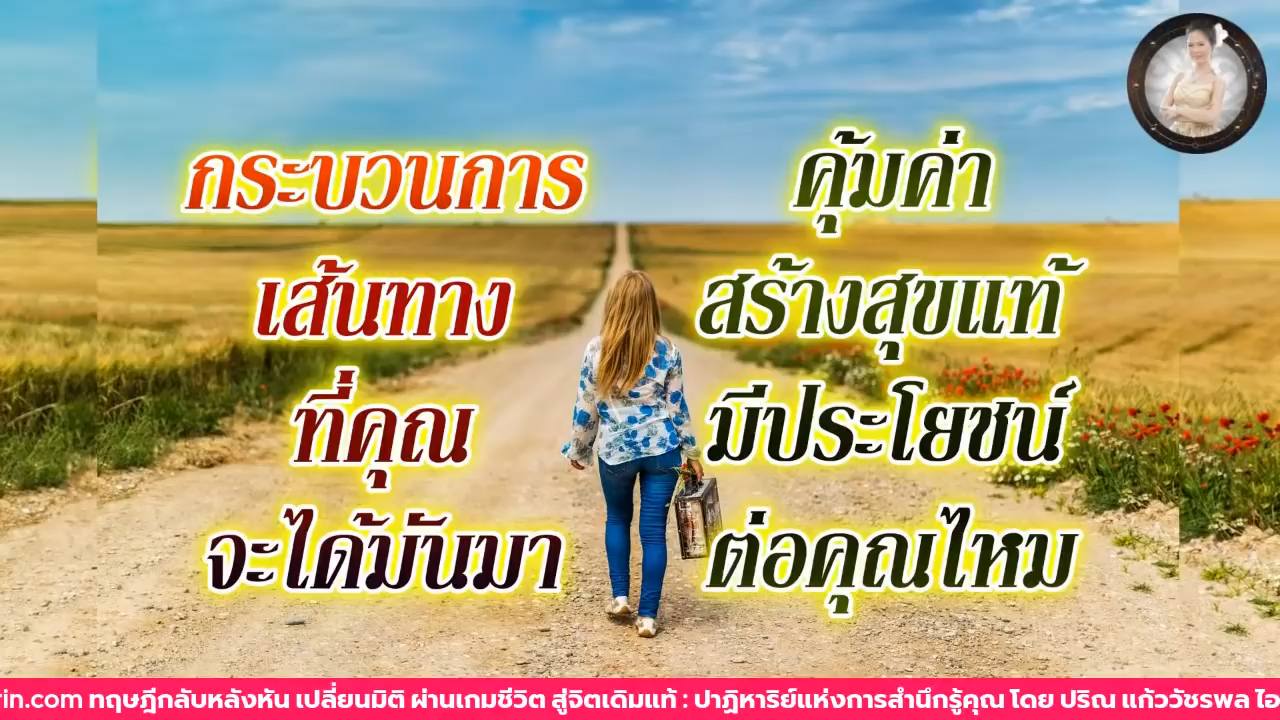 กระบวนการ
เส้นทาง
ที่คุณ
จะได้มันมา
คุ้มค่า
สร้างสุขแท้
มีประโยชน์
ต่อคุณไหม
rin.com ทฤษฎีกลับหลังหัน เปลี่ยนมิติ ผ่านเกมชีวิต สู่จิตเดิมแท้ : ปาฏิหาริย์แห่งการสำนึกรู้คุณ โดย ปริณ แก้ววัชรพล ไอ